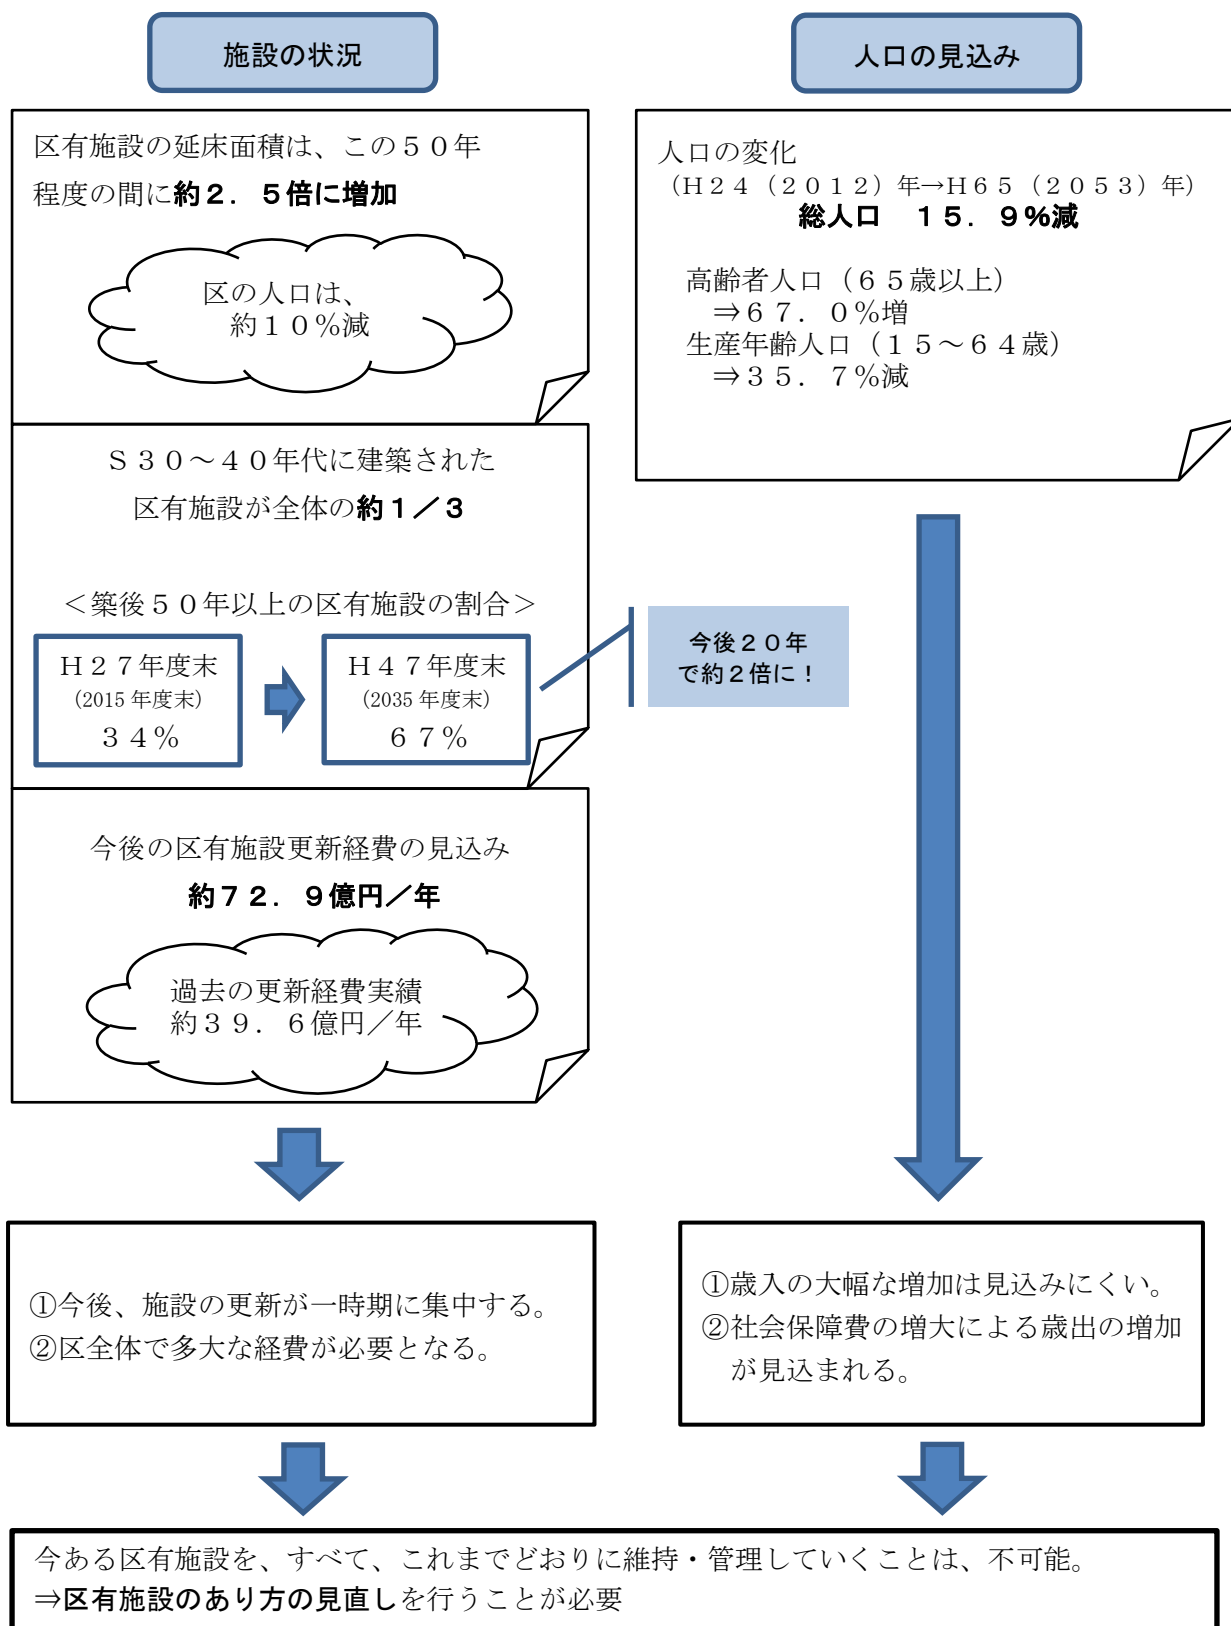 施設の状況
区有施設の延床面積は、この５０年
程度の間に約２．５倍に増加
区の人口は、
約１０％減
Ｓ３０～４０年代に建築された
区有施設が全体の約１／３
＜築後５０年以上の区有施設の割合＞
Ｈ２７年度末
(2015 年度末)
３４％
Ｈ４７年度末
(2035 年度末)
６７％
今後２０年
で約２倍に！
今後の区有施設更新経費の見込み
約７２．９億円／年
過去の更新経費実績
約３９．６億円／年
①今後、施設の更新が一時期に集中する。
②区全体で多大な経費が必要となる。
人口の見込み
人口の変化
（Ｈ２４（２０１２）年→Ｈ６５（２０５３）年）
総人口　１５．９％減
高齢者人口（６５歳以上）
⇒６７．０％増
生産年齢人口（１５～６４歳）
⇒３５．７％減
①歳入の大幅な増加は見込みにくい。
②社会保障費の増大による歳出の増加
が見込まれる。
今ある区有施設を、すべて、これまでどおりに維持・管理していくことは、不可能。
⇒区有施設のあり方の見直しを行うことが必要